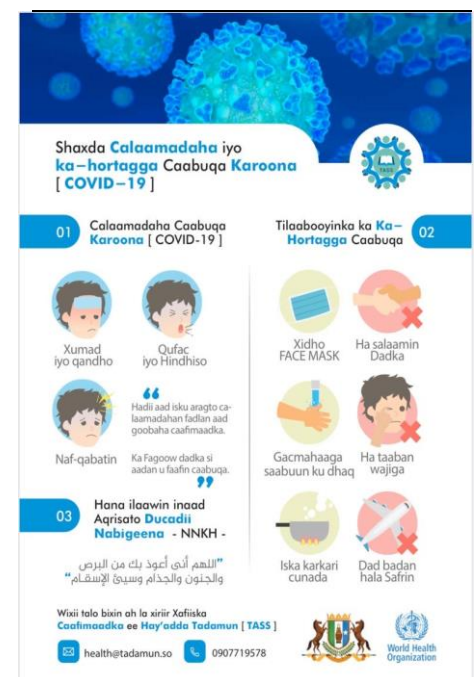 Shaxda Calaamadaha iyo
ka–hortagga Caabuqa Karoona
[ COVID–19 ]
TASS
01
Calaamadaha Caabuqa
Karoona [ COVID-19 ]
Xumad
iyo qandho
Qufac
iyo Hindhiso
Naf-qabatin
“
Hadii aad isku aragto ca-
laamadahan fadlan aad
goobaha caafimaadka.
Ka Fagoow dadka si
aadan u faafin caabuqa.
”
Tilaabooyinka ka Ka–
Hortagga Caabuqa
02
Xidho
FACE MASK
Ha salaamin
Dadka
Gacmahaaga
saabuun ku dhaq
Ha taaban
wajiga
Iska karkari
cunada
Dad badan
hala Safrin
03
Hana ilaawin inaad
Aqrisato Ducadii
Nabigeena - NNKH -
"اللهم أني أعوذ بك من البرص
والجنون والجذام وسيئ الإسقـام"
Wixii talo bixin ah la xiriir Xafiiska
Caafimaadka ee Hay'adda Tadamun [ TASS ]
health@tadamun.so
0907719578
World Health
Organization